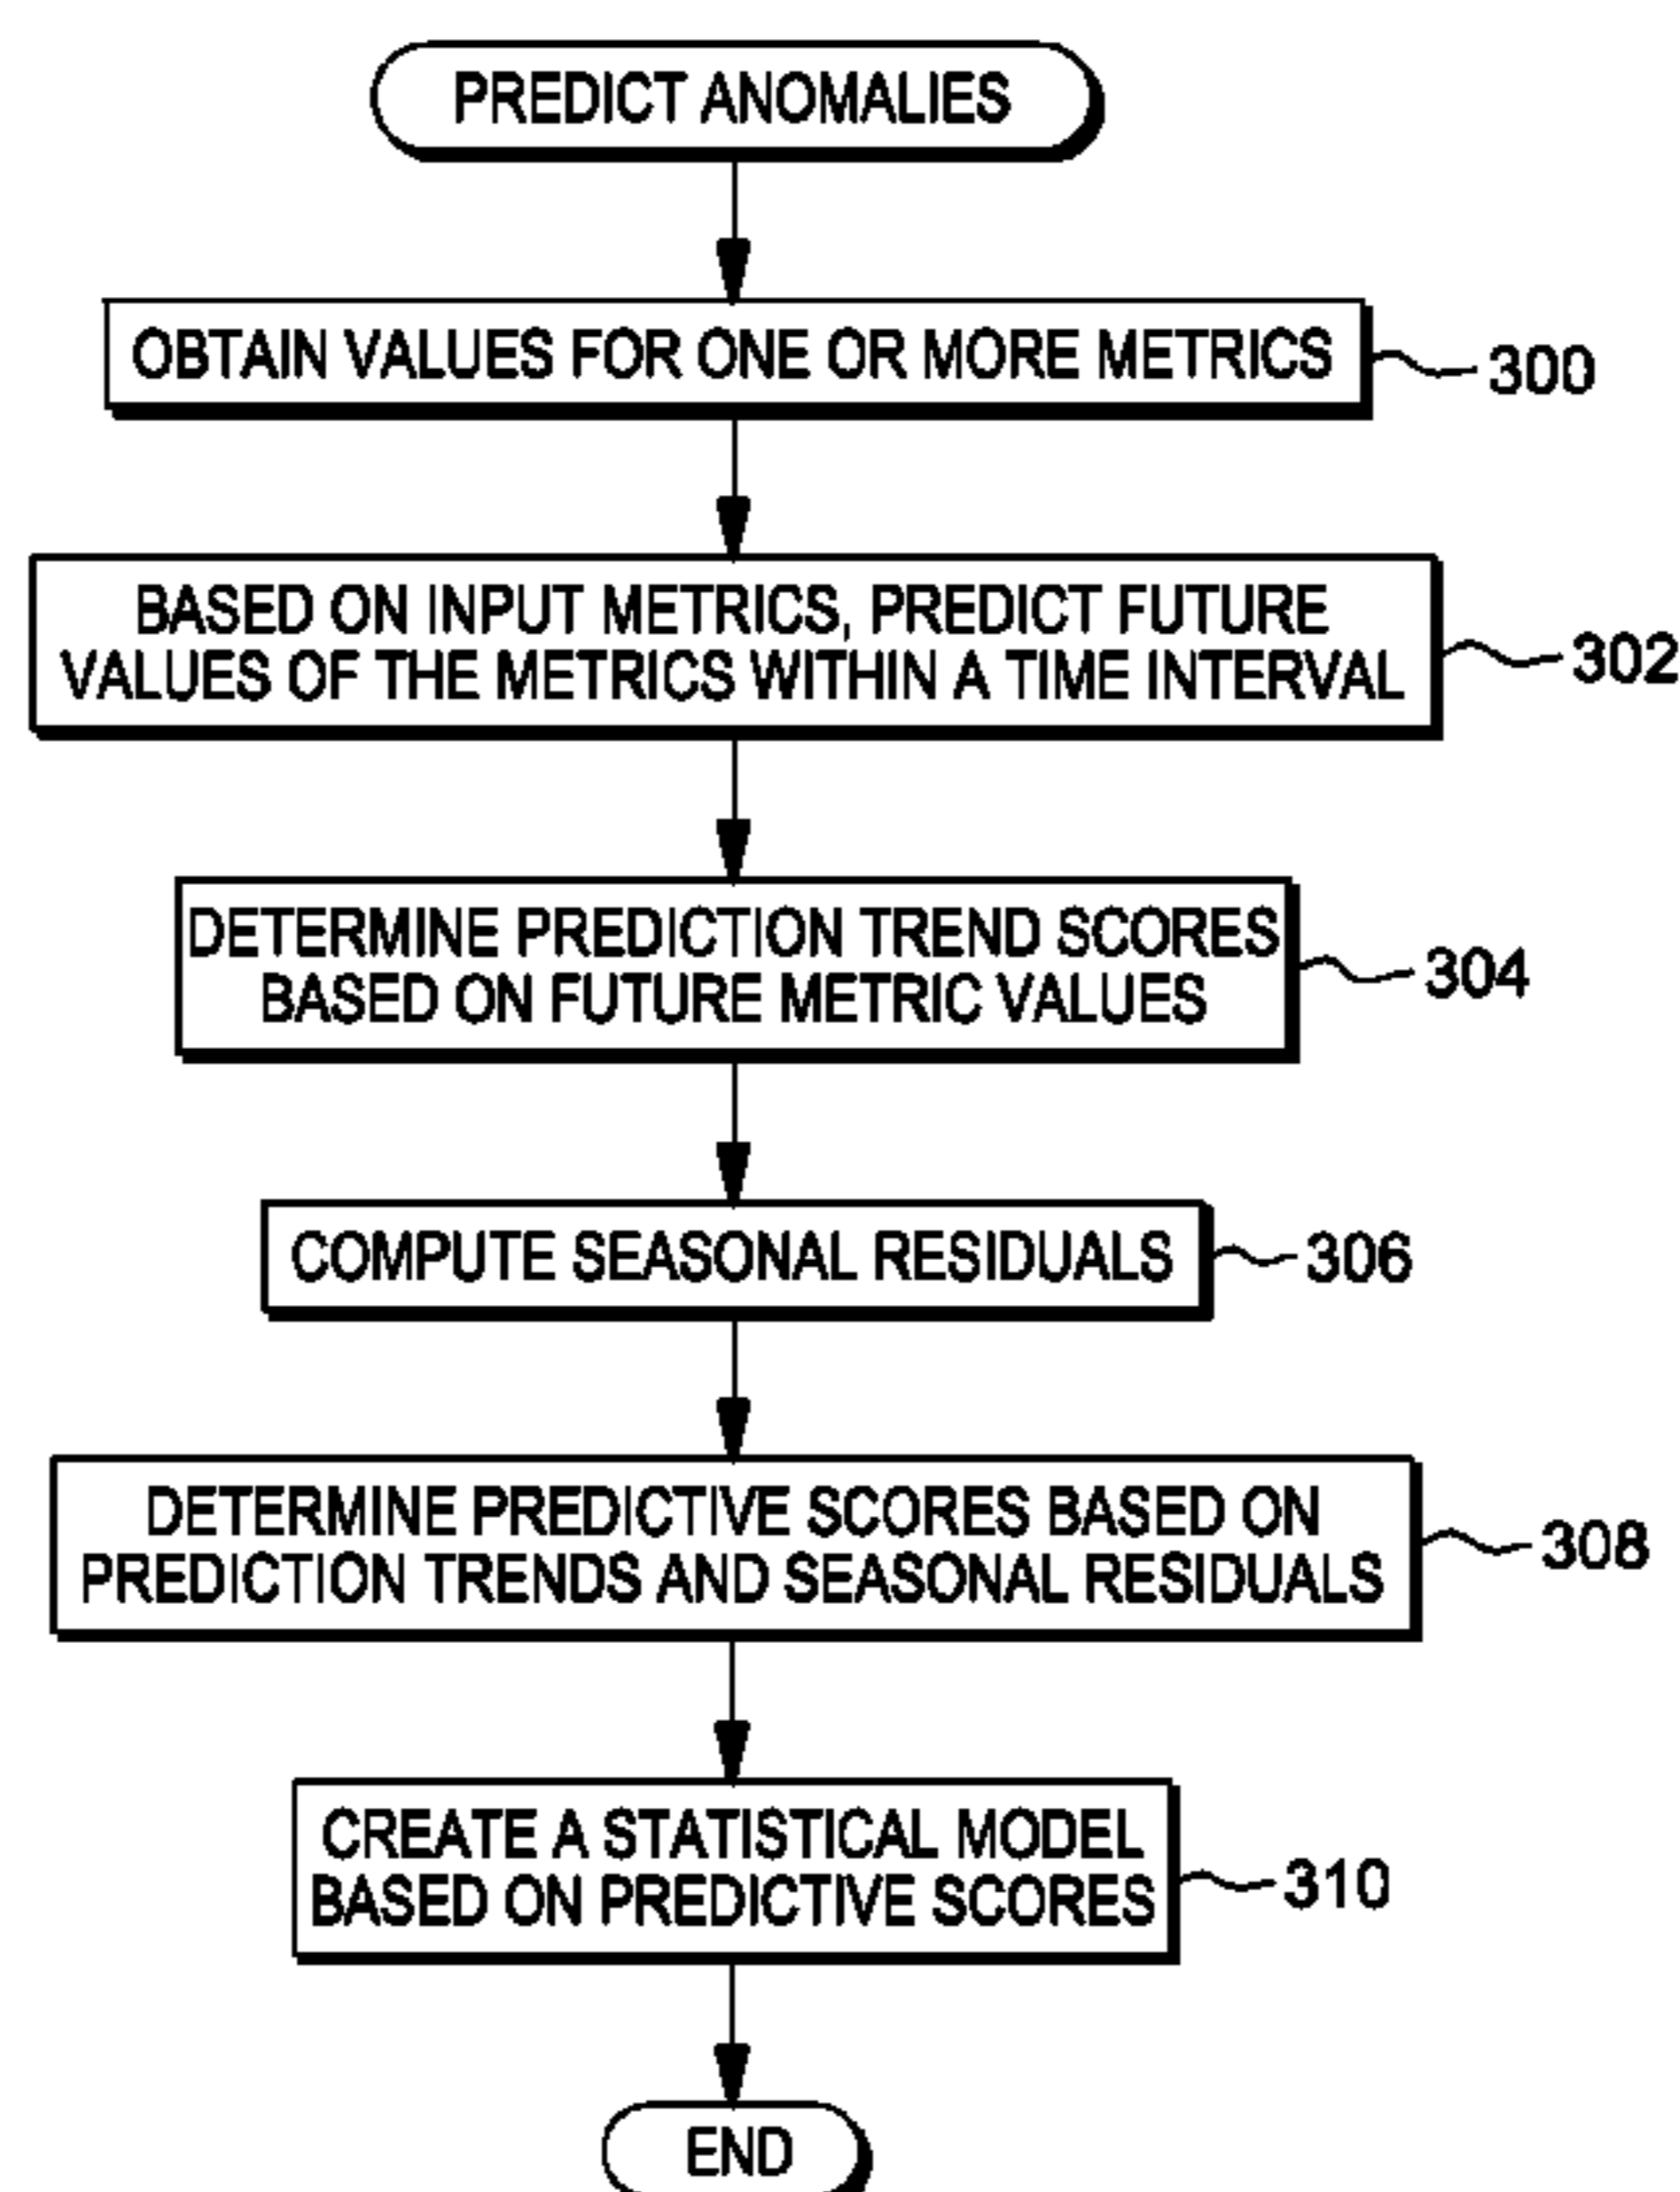 PREDICT ANOMALIES
OBTAIN VALUES FOR ONE OR MORE METRICS
300
BASED ON INPUT METRICS, PREDICT FUTURE
VALUES OF THE METRICS WITHIN A TIME INTERVAL
302
DETERMINE PREDICTION TREND SCORES
BASED ON FUTURE METRIC VALUES
304
COMPUTE SEASONAL RESIDUALS
306
DETERMINE PREDICTIVE SCORES BASED ON
PREDICTION TRENDS AND SEASONAL RESIDUALS
308
CREATE A STATISTICAL MODEL
BASED ON PREDICTIVE SCORES
310
END